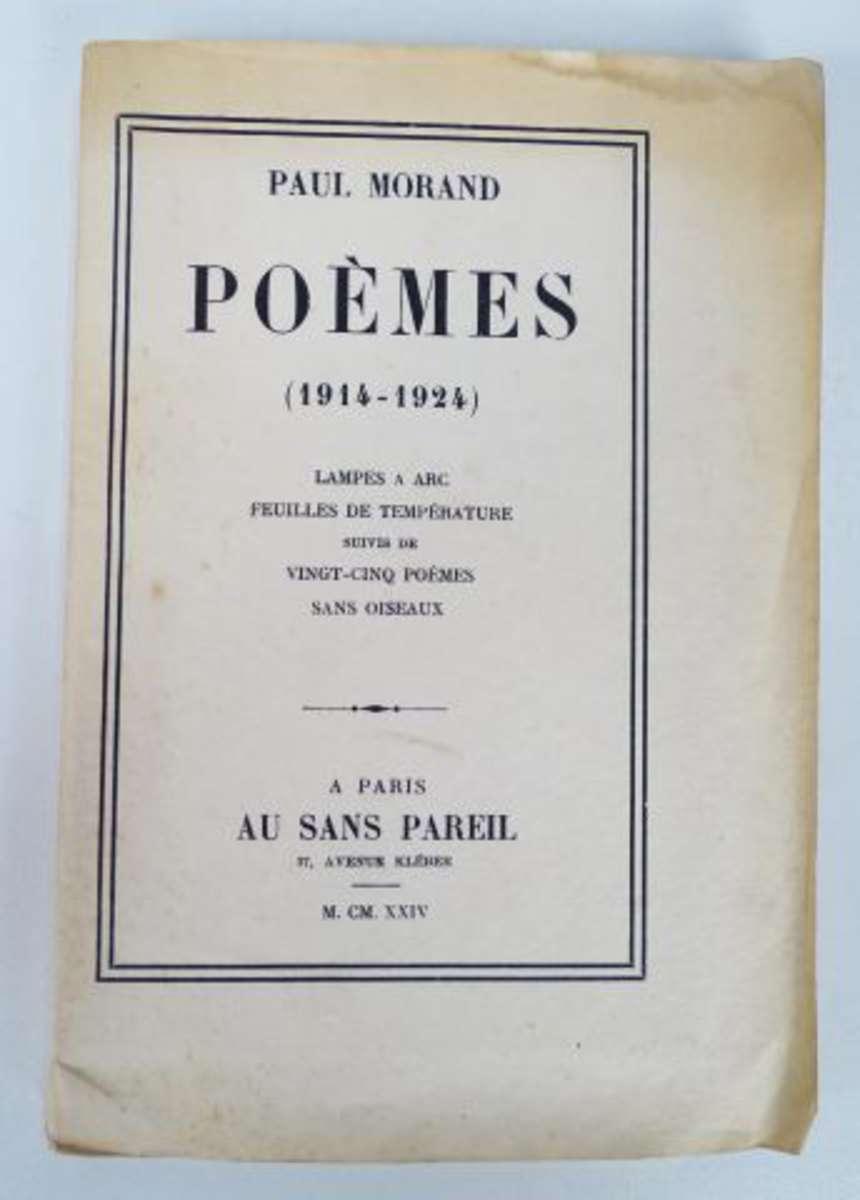 PAUL MORAND
POÈMES
(1914-1924)
LAMPES A ARC
FEUILLES DE TEMPÉRATURE
SUIVIS DE
VINGT-CINQ POÈMES
SANS OISEAUX
A PARIS
AU SANS PAREIL
37, AVENUE KLÉBER
M. CM. XXIV